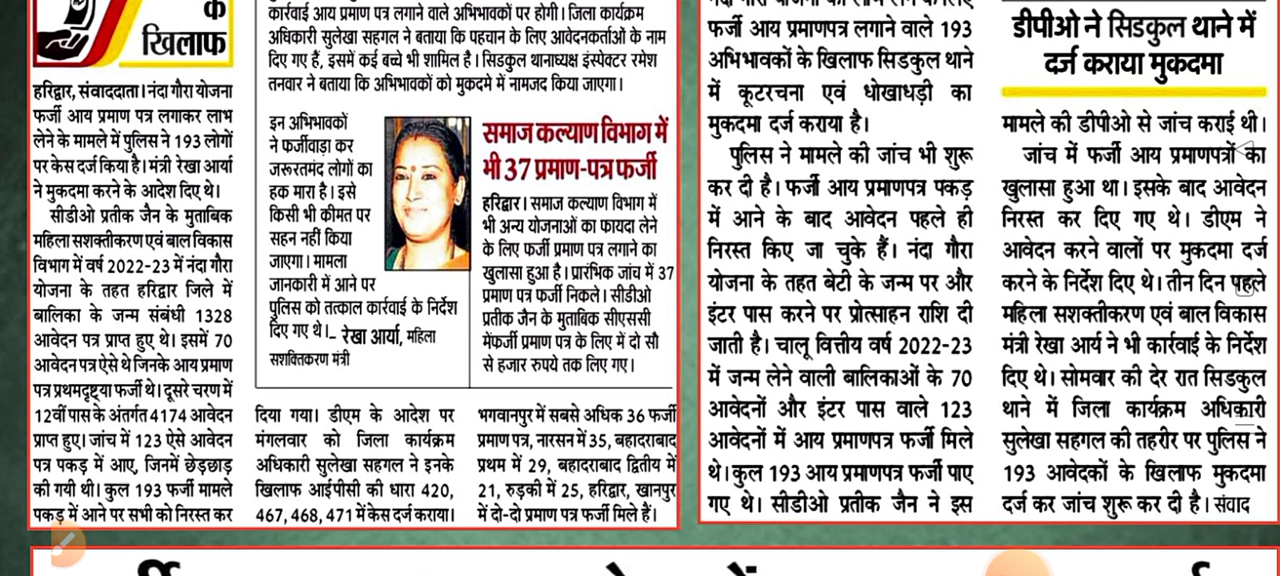 के
खिलाफ
हरिद्वार, संवाददाता। नंदा गौरा योजना
फर्जी आय प्रमाण पत्र लगाकर लाभ
लेने के मामले में पुलिस ने 193 लोगों
पर केस दर्ज किया है। मंत्री रेखा आर्या
ने मुकदमा करने के आदेश दिए थे।
सीडीओ प्रतीक जैन के मुताबिक
महिला सशक्तीकरण एवं बाल विकास
विभाग में वर्ष 2022-23 में नंदा गौरा
योजना के तहत हरिद्वार जिले में
बालिका के जन्म संबंधी 1328
आवेदन पत्र प्राप्त हुए थे। इसमें 70
आवेदन पत्र ऐसे थे जिनके आय प्रमाण
पत्र प्रथमदृष्टया फर्जी थे। दूसरे चरण में
12वीं पास के अंतर्गत 4174 आवेदन
प्राप्त हुए। जांच में 123 ऐसे आवेदन
पत्र पकड़ में आए, जिनमें छेड़छाड़
की गयी थी। कुल 193 फर्जी मामले
पकड़ में आने पर सभी को निरस्त कर
कार्रवाई आय प्रमाण पत्र लगाने वाले अभिभावकों पर होगी। जिला कार्यक्रम
अधिकारी सुलेखा सहगल ने बताया कि पहचान के लिए आवेदनकर्ताओं के नाम
दिए गए हैं, इसमें कई बच्चे भी शामिल है। सिडकुल थानाध्यक्ष इंस्पेक्टर रमेश
तनवार ने बताया कि अभिभावकों को मुकदमे में नामजद किया जाएगा।
इन अभिभावकों
ने फर्जीवाड़ा कर
जरूरतमंद लोगों का
हक मारा है। इसे
किसी भी कीमत पर
सहन नहीं किया
जाएगा। मामला
जानकारी में आने पर
पुलिस को तत्काल कार्रवाई के निर्देश
दिए गए थे।- रेखा आर्या, महिला
सशक्तिकरण मंत्री
समाज कल्याण विभाग में
भी 37 प्रमाण-पत्र फर्जी
हरिद्वार। समाज कल्याण विभाग में
भी अन्य योजनाओं का फायदा लेने
के लिए फर्जी प्रमाण पत्र लगाने का
खुलासा हुआ है। प्रारंभिक जांच में 37
प्रमाण पत्र फर्जी निकले। सीडीओ
प्रतीक जैन के मुताबिक सीएससी
मेंफर्जी प्रमाण पत्र के लिए में दो सौ
से हजार रुपये तक लिए गए।
दिया गया। डीएम के आदेश पर
मंगलवार को जिला कार्यक्रम
अधिकारी सुलेखा सहगल ने इनके
खिलाफ आईपीसी की धारा 420,
467, 468, 471 में केस दर्ज कराया।
भगवानपुर में सबसे अधिक 36 फर्जी
प्रमाण पत्र, नारसन में 35, बहादराबाद
प्रथम में 29, बहादराबाद द्वितीय में
21, रुड़की में 25, हरिद्वार, खानपुर
में दो-दो प्रमाण पत्र फर्जी मिले हैं।
फर्जी आय प्रमाणपत्र लगाने वाले 193
अभिभावकों के खिलाफ सिडकुल थाने
में कूटरचना एवं धोखाधड़ी का
मुकदमा दर्ज कराया है।
पुलिस ने मामले की जांच भी शुरू
कर दी है। फर्जी आय प्रमाणपत्र पकड़
में आने के बाद आवेदन पहले ही
निरस्त किए जा चुके हैं। नंदा गौरा
योजना के तहत बेटी के जन्म पर और
इंटर पास करने पर प्रोत्साहन राशि दी
जाती है। चालू वित्तीय वर्ष 2022-23
में जन्म लेने वाली बालिकाओं के 70
आवेदनों और इंटर पास वाले 123
आवेदनों में आय प्रमाणपत्र फर्जी मिले
थे। कुल 193 आय प्रमाणपत्र फर्जी पाए
गए थे। सीडीओ प्रतीक जैन ने इस
डीपीओ ने सिडकुल थाने में
दर्ज कराया मुकदमा
मामले की डीपीओ से जांच कराई थी।
जांच में फर्जी आय प्रमाणपत्रों का
खुलासा हुआ था। इसके बाद आवेदन
निरस्त कर दिए गए थे। डीएम ने
आवेदन करने वालों पर मुकदमा दर्ज
करने के निर्देश दिए थे। तीन दिन पहले
महिला सशक्तीकरण एवं बाल विकास
मंत्री रेखा आर्य ने भी कार्रवाई के निर्देश
दिए थे। सोमवार की देर रात सिडकुल
थाने में जिला कार्यक्रम अधिकारी
सुलेखा सहगल की तहरीर पर पुलिस ने
193 आवेदकों के खिलाफ मुकदमा
दर्ज कर जांच शुरू कर दी है। संवाद